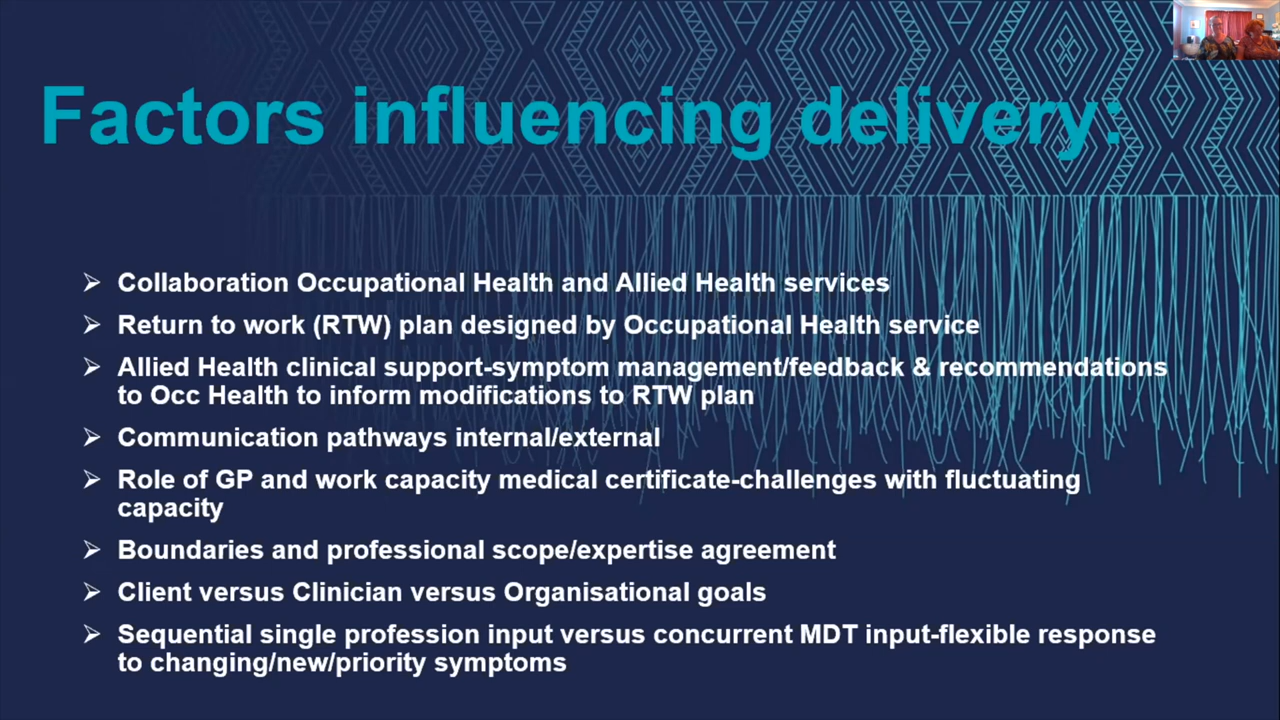 Factors influencing delivery:
Collaboration Occupational Health and Allied Health services
Return to work (RTW) plan designed by Occupational Health service
Allied Health clinical support-symptom management/feedback & recommendations
to Occ Health to inform modifications to RTW plan
Communication pathways internal/external
Role of GP and work capacity medical certificate-challenges with fluctuating
capacity
Boundaries and professional scope/expertise agreement
Client versus Clinician versus Organisational goals
Sequential single profession input versus concurrent MDT input-flexible response
to changing/new/priority symptoms